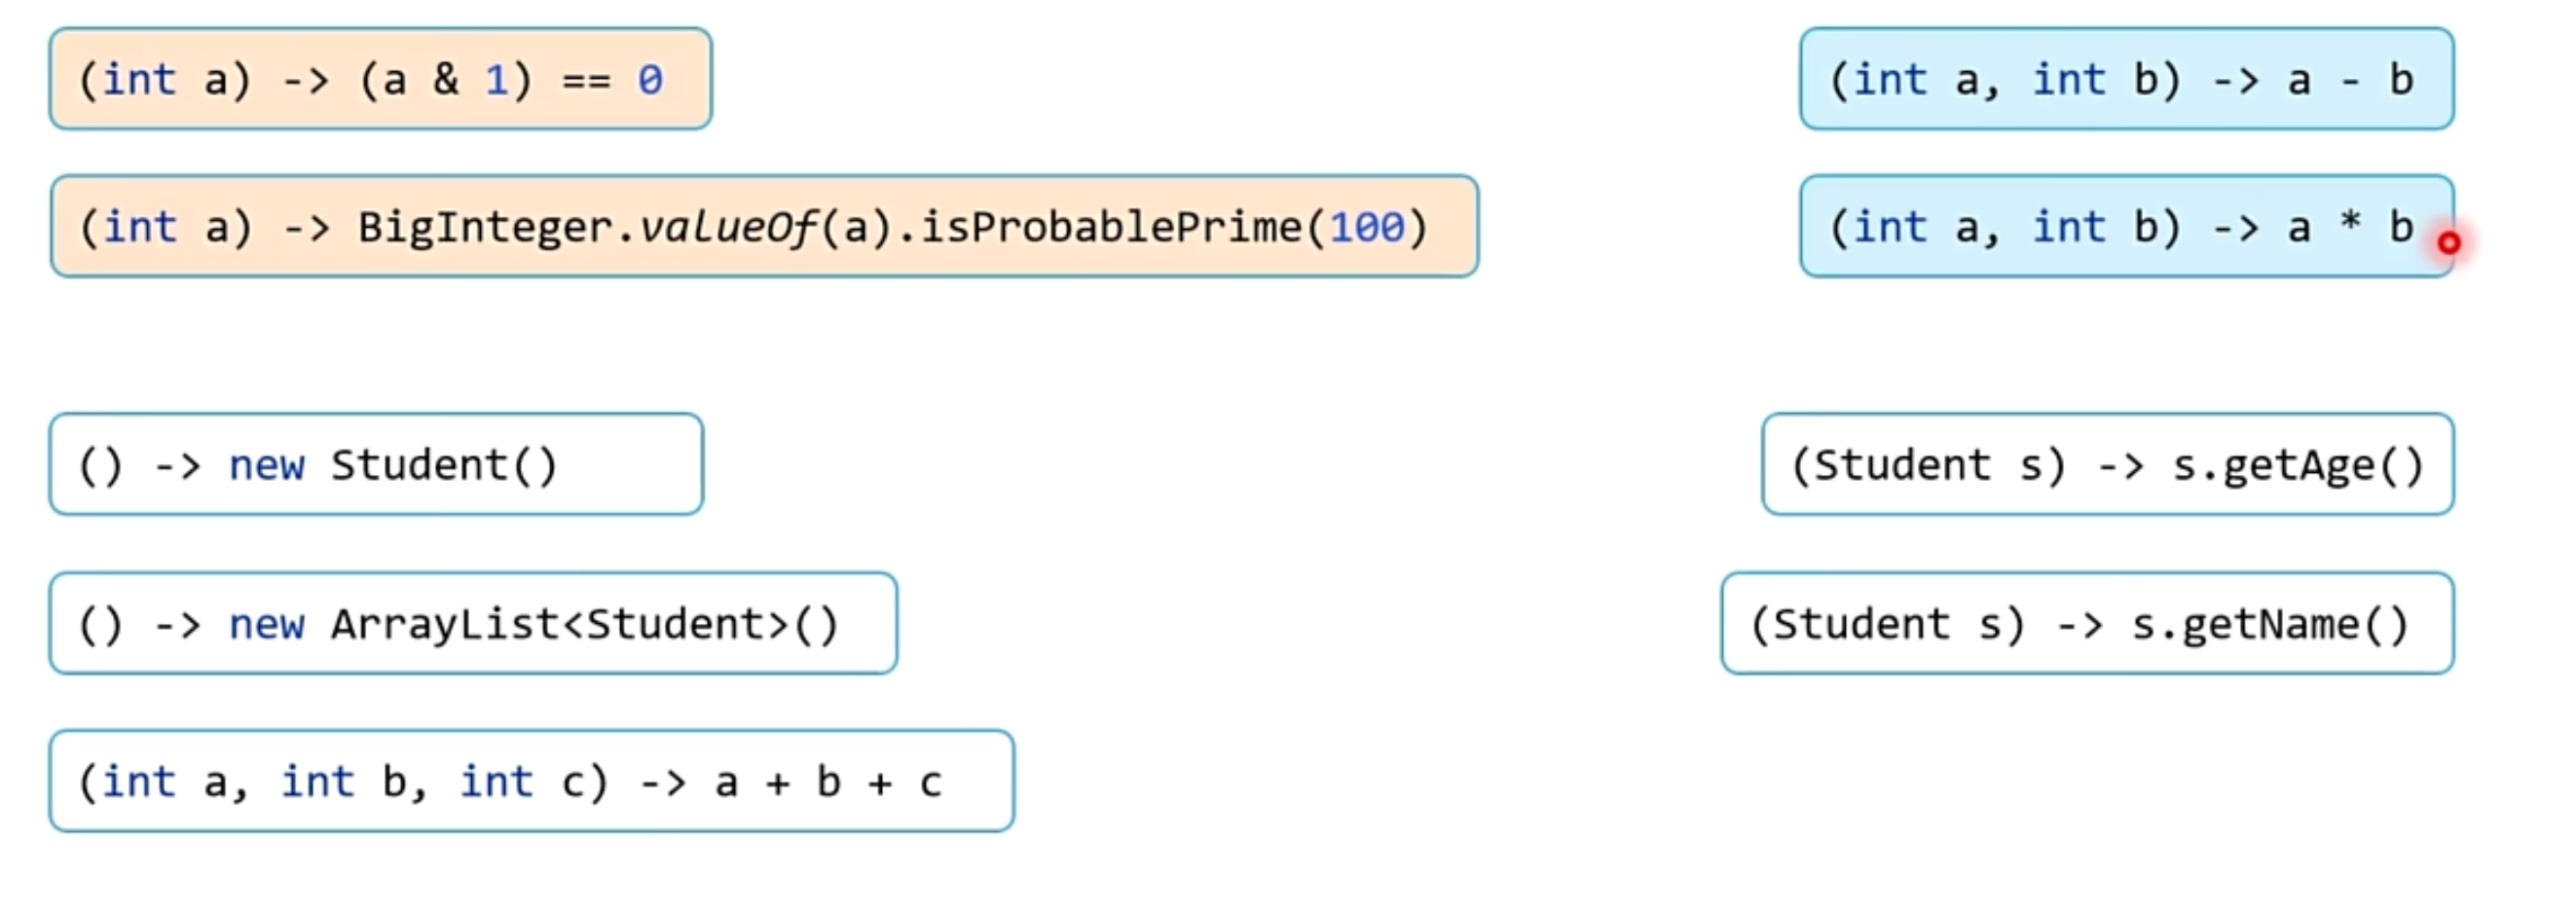 (int a) -> (a & 1) == 0
(int a, int b) -> a - b
(int a) -> BigInteger.valueOf(a).isProbablePrime(100)
(int a, int b) -> a * b
() -> new Student()
(Student s) -> s.getAge()
() -> new ArrayList<Student>()
(Student s) -> s.getName()
(int a, int b, int c) -> a + b + c